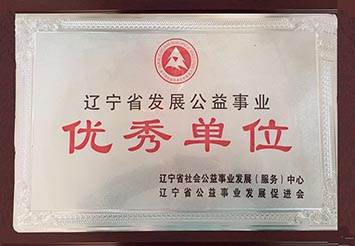 辽宁省发展公益事业
优秀单位
辽宁省社会公益事业发展（服务）中心
辽宁省公益事业发展促进会